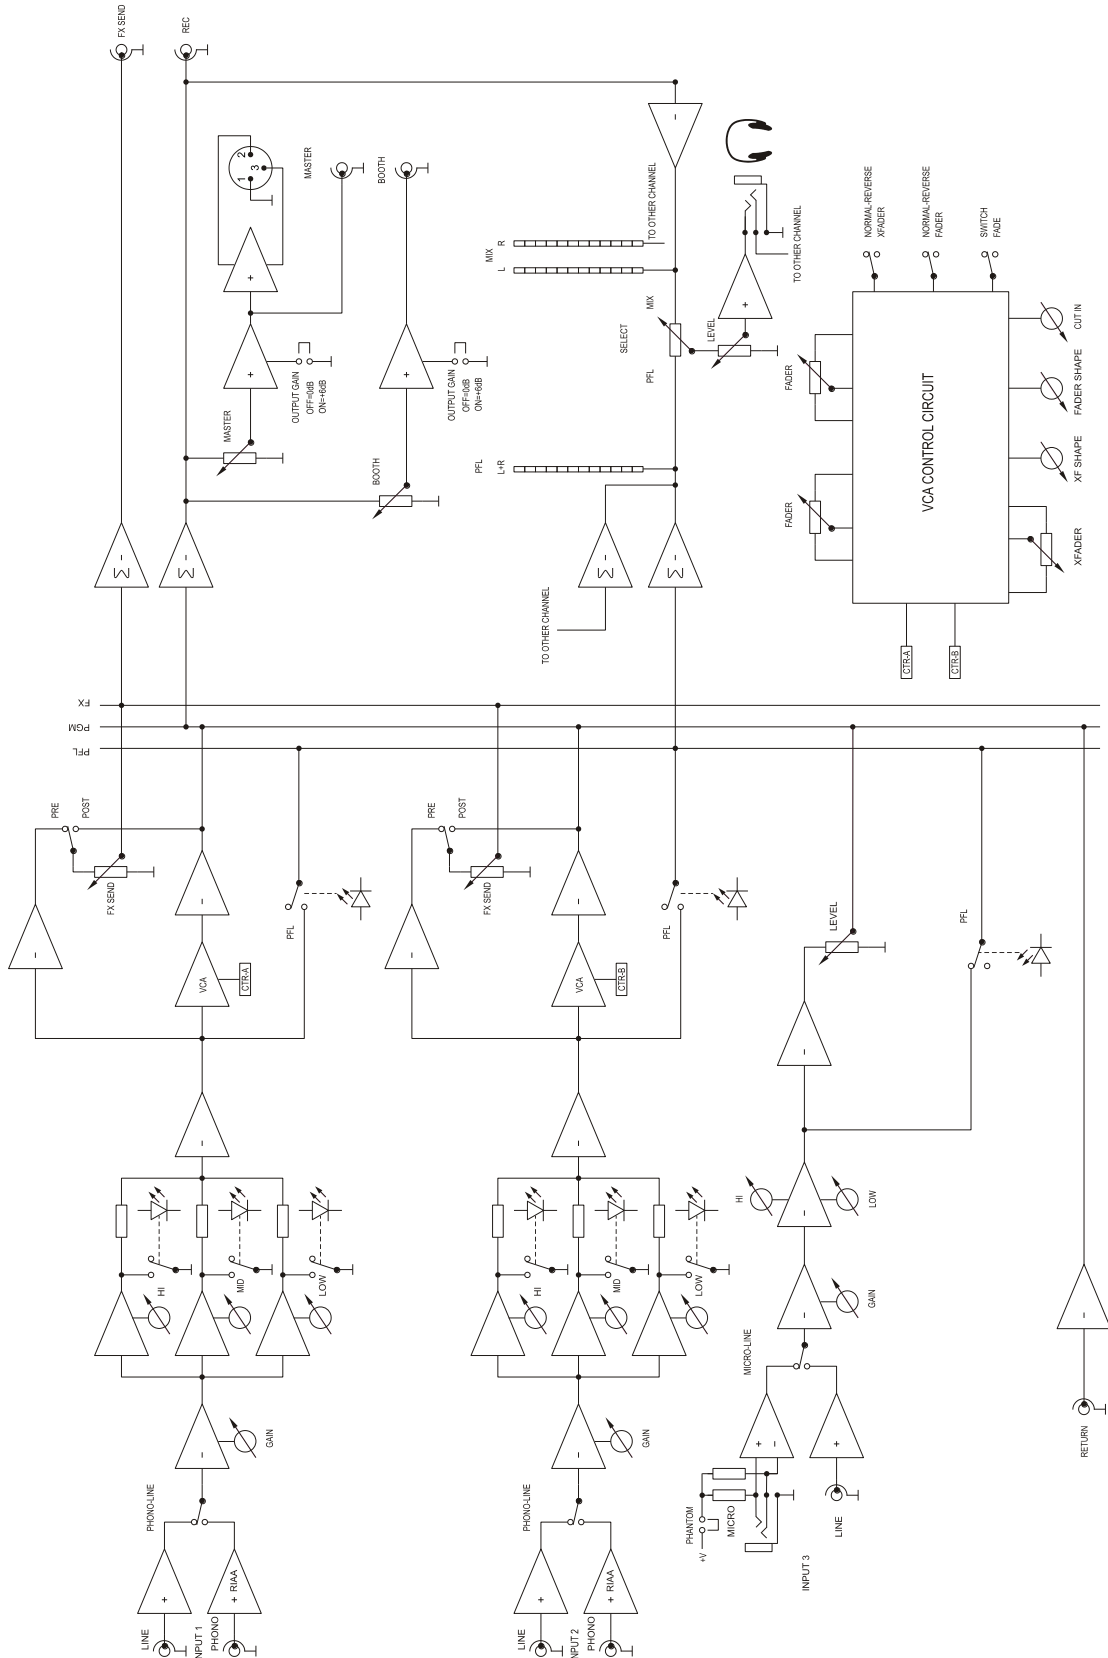 FX SEND
REC
1
2
3
MASTER
BOOTH
TO OTHER CHANNEL
MIX
L
R
NORMAL-REVERSE
XFADER
NORMAL-REVERSE
FADER
SWITCH
FADE
TO OTHER CHANNEL
+
+
OUTPUT GAIN
OFF=0dB
ON=+6dB
MASTER
+
OUTPUT GAIN
OFF=0dB
ON=+6dB
BOOTH
SELECT
MIX
PFL
LEVEL
+
PFL
L+R
FADER
FADER
CUT IN
FADER SHAPE
XF SHAPE
XFADER
VCA CONTROL CIRCUIT
CTR-A
CTR-B
Σ
-
Σ
-
Σ
-
Σ
-
-
TO OTHER CHANNEL
FX
PGM
PFL
PRE
POST
FX SEND
-
-
VCA
CTR-A
PFL
PRE
POST
FX SEND
-
-
VCA
CTR-B
PFL
LEVEL
PFL
-
-
-
HI
MID
LOW
HI
MID
LOW
HI
LOW
-
-
GAIN
-
GAIN
-
GAIN
-
PHONO-LINE
PHONO-LINE
MICRO-LINE
+
+ RIAA
+
+ RIAA
+
-
+
PHANTOM
+V
MICRO
LINE
INPUT 3
LINE
NPUT 1
PHONO
LINE
NPUT 2
PHONO
RETURN
-